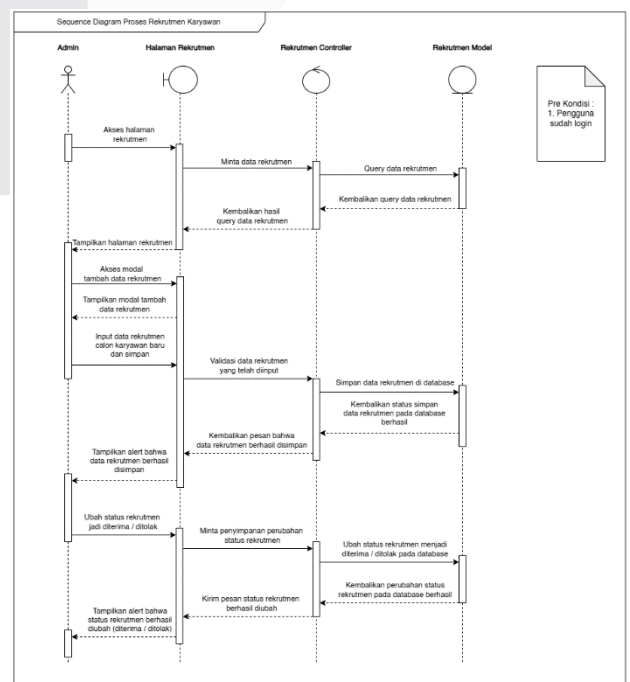 Sequence Diagram Proses Rekrutmen Karyawan
Admin
Halaman Rekrutmen
Rekrutmen Controller
Rekrutmen Model
Pre Kondisi :
1. Pengguna
sudah login
Akses halaman
rekrutmen
Minta data rekrutmen
Query data rekrutmen
Kembalikan query data rekrutmen
Kembalikan hasil
query data rekrutmen
Tampilkan halaman rekrutmen
Akses modal
tambah data rekrutmen
Tampilkan modal tambah
data rekrutmen
Input data rekrutmen
calon karyawan baru
dan simpan
Validasi data rekrutmen
yang telah diinput
Simpan data rekrutmen di database
Kembalikan status simpan
data rekrutmen pada database
berhasil
Kembalikan pesan bahwa
data rekrutmen berhasil disimpan
Tampilkan alert bahwa
data rekrutmen berhasil
disimpan
Ubah status rekrutmen
jadi diterima / ditolak
Minta penyimpanan perubahan
status rekrutmen
Ubah status rekrutmen menjadi
diterima / ditolak pada database
Kembalikan perubahan status
rekrutmen pada database berhasil
Kirim pesan status rekrutmen
berhasil diubah
Tampilkan alert bahwa
status rekrutmen berhasil
diubah (diterima / ditolak)